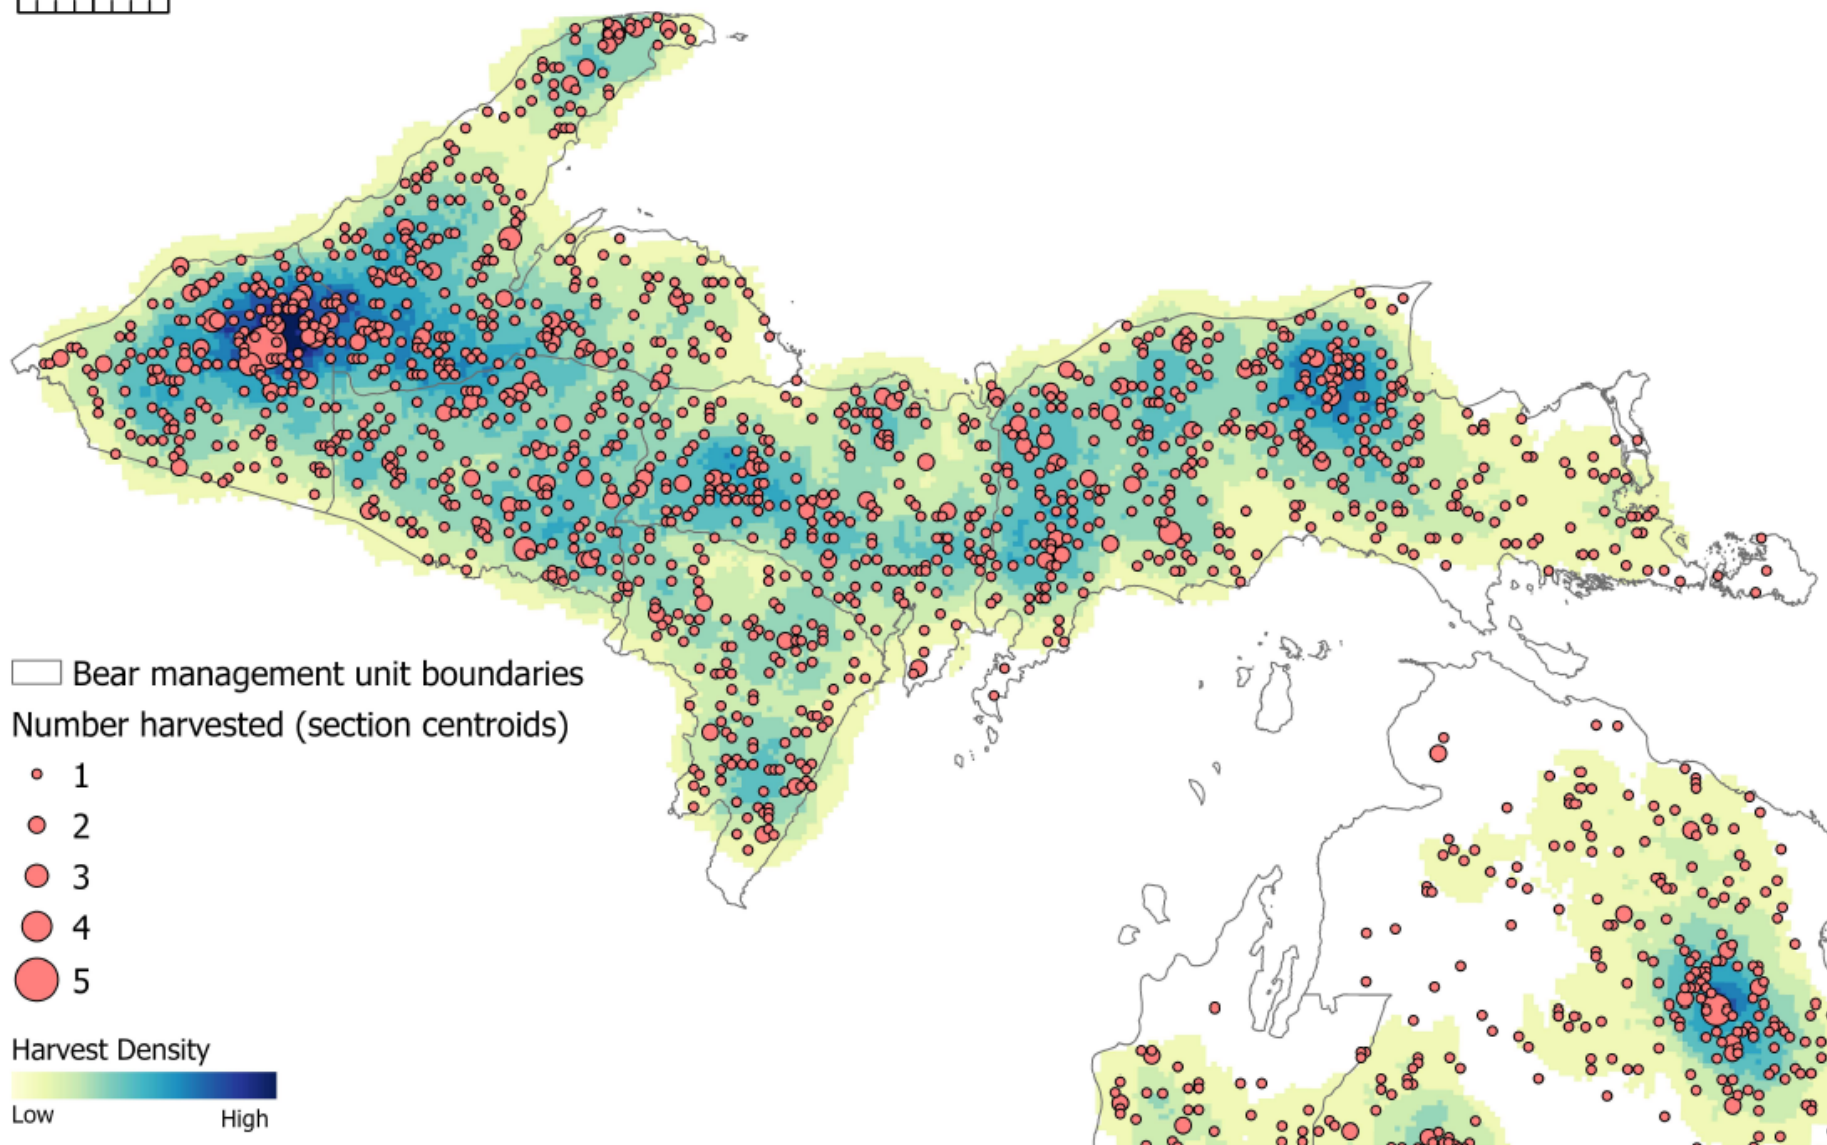 Bear management unit boundaries
Number harvested (section centroids)
1
2
3
4
5
Harvest Density
Low High